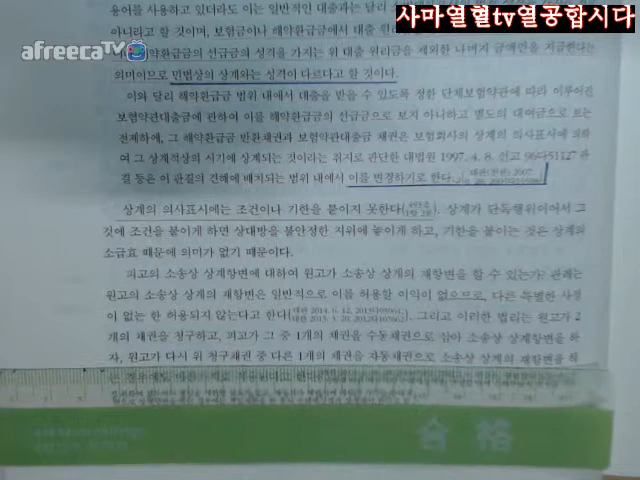 사마열혈tv열공합시다
afreecaTV
용어를 사용하고 있더라도 이는 일반적인 대출과는 달리
아니라고 할 것이며, 보험금이나 해약환급금에서 대출 원리
해약환급금의 선급금의 성격을 가지는 위 대출 원리금을 제외한 나머지 금액만을 지급한다는
의미이므로 민법상의 상계와는 성격이 다르다고 할 것이다.
이와 달리 해약환급금 범위 내에서 대출을 받을 수 있도록 정한 단체보험약관에 따라 이루어진
보험약관대출금에 관하여 이를 해약환급금의 선급금으로 보지 아니하고 별도의 대여금으로 보는
전제하에, 그 해약환급금 반환채권과 보험약관대출금 채권은 보험회사의 상계의 의사표시에 의하
여 그 상계적상의 시기에 상계되는 것이라는 취지로 판단한 대법원 1997. 4. 8. 선고 96다51127 판
결 등은 이 판결의 견해에 배치되는 범위 내에서 이를 변경하기로 한다.
상계의 의사표시에는 조건이나 기한을 붙이지 못한다. 상계가 단독행위이어서 그
것에 조건을 붙이게 하면 상대방을 불안정한 지위에 놓이게 하고, 기한을 붙이는 것은 상계의
소급효 때문에 의미가 없기 때문이다.
피고의 소송상 상계항변에 대하여 원고가 소송상 상계의 재항변을 할 수 있는가? 판례는
원고의 소송상 상계의 재항변은 일반적으로 이를 허용할 이익이 없으므로, 다른 특별한 사정
이 없는 한 허용되지 않는다고 한다. 그리고 이러한 법리는 원고가 2
개의 채권을 청구하고, 피고가 그 중 1개의 채권을 수동채권으로 삼아 소송상 상계항변을 하
자, 원고가 다시 위 청구채권 중 다른 1개의 채권을 자동채권으로 소송상 상계의 재항변을 하
는 경우에도
合格